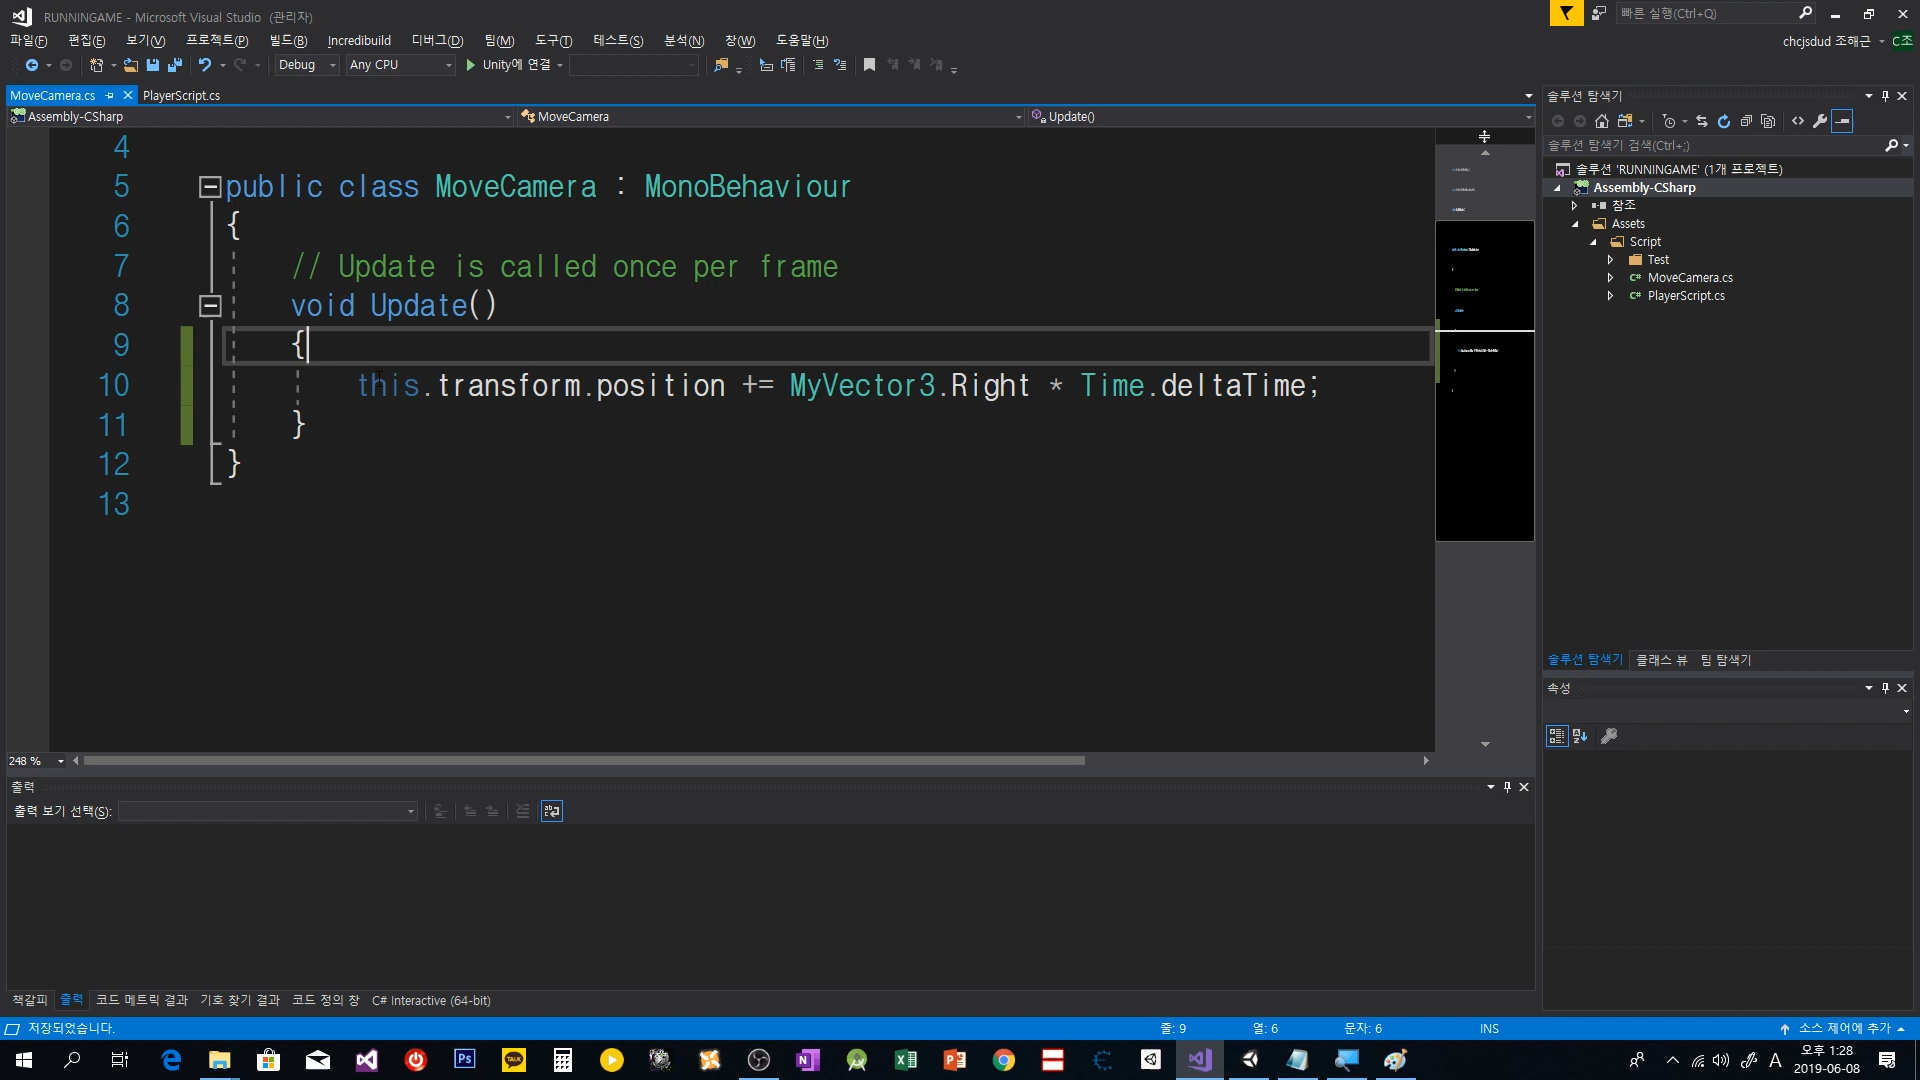 RUNNINGAME - Microsoft Visual Studio (관리자)
빠른 실행(Ctrl+Q)
파일(F) 편집(E) 보기(V) 프로젝트(P) 빌드(B) Incredibuild 디버그(D) 팀(M) 도구(T) 테스트(S) 분석(N) 창(W) 도움말(H)
chcjsdud 조해근 C조
Debug Any CPU Unity에 연결
MoveCamera.cs PlayerScript.cs
Assembly-CSharp MoveCamera Update()
4
5 public class MoveCamera : MonoBehaviour
6 {
7 // Update is called once per frame
8 void Update()
9 {
10 this.transform.position += MyVector3.Right * Time.deltaTime;
11 }
12 }
13
248 %
솔루션 탐색기
솔루션 탐색기 검색(Ctrl+;)
솔루션 'RUNNINGAME' (1개 프로젝트)
Assembly-CSharp
참조
Assets
Script
Test
C# MoveCamera.cs
C# PlayerScript.cs
솔루션 탐색기 클래스 뷰 팀 탐색기
속성
출력
출력 보기 선택(S):
책갈피 출력 코드 메트릭 결과 기호 찾기 결과 코드 정의 창 C# Interactive (64-bit)
저장되었습니다. 줄: 9 열: 6 문자: 6 INS 소스 제어에 추가
Ps TALK
A 오후 1:28
2019-06-08